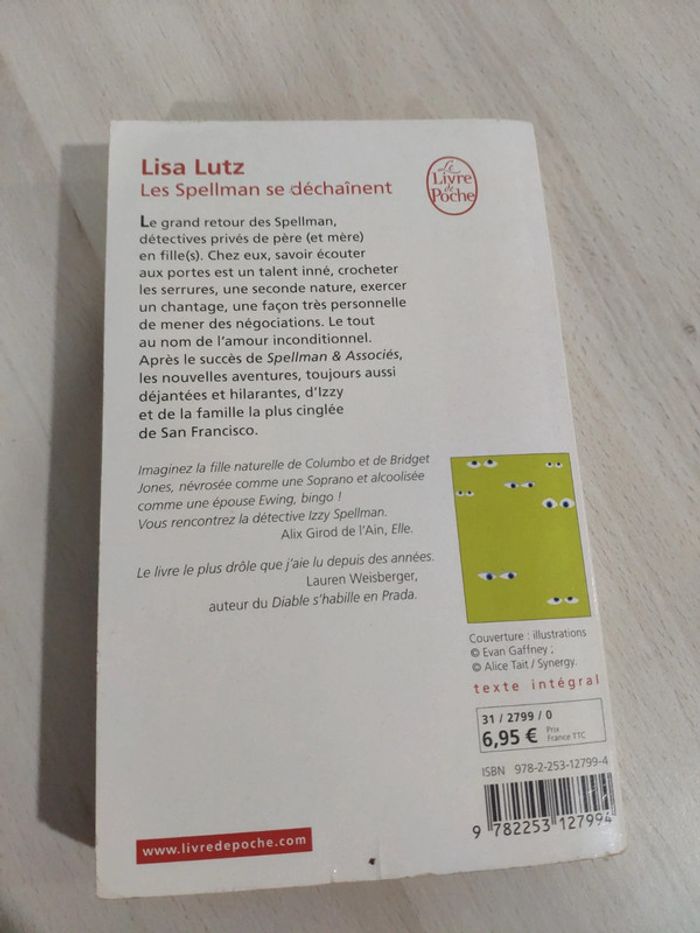 Lisa Lutz
Les Spellman se déchaînent
Le
Livre
de
Poche
Le grand retour des Spellman,
détectives privés de père (et mère)
en fille(s). Chez eux, savoir écouter
aux portes est un talent inné, crocheter
les serrures, une seconde nature, exercer
un chantage, une façon très personnelle
de mener des négociations. Le tout
au nom de l'amour inconditionnel.
Après le succès de Spellman & Associés,
les nouvelles aventures, toujours aussi
déjantées et hilarantes, d'Izzy
et de la famille la plus cinglée
de San Francisco.
Imaginez la fille naturelle de Columbo et de Bridget
Jones, névrosée comme une Soprano et alcoolisée
comme une épouse Ewing, bingo !
Vous rencontrez la détective Izzy Spellman.
Alix Girod de l'Ain, Elle.
Le livre le plus drôle que j'aie lu depuis des années.
Lauren Weisberger,
auteur du Diable s'habille en Prada.
Couverture : illustrations
© Evan Gaffney ;
© Alice Tait / Synergy.
texte intégral
31 / 2799 / 0
6,95 € Prix
France TTC
ISBN 978-2-253-12799-4
9 782253 127994
www.livredepoche.com